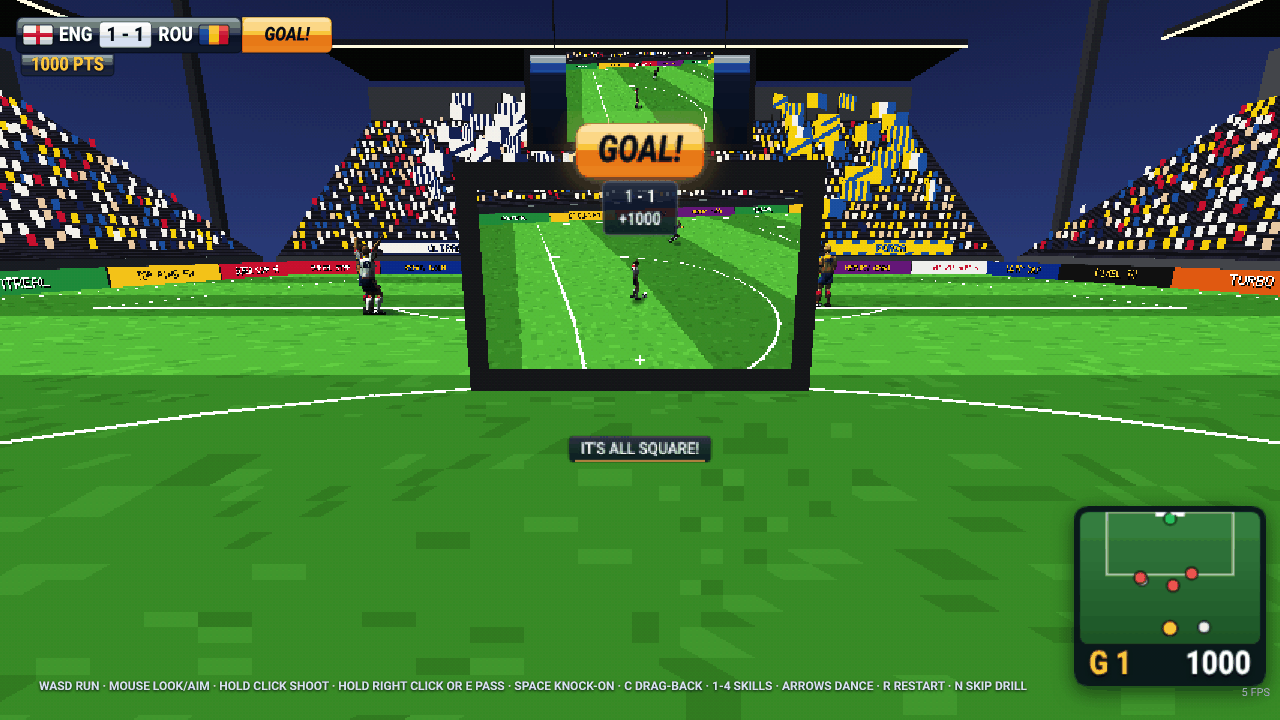 ENG 1 - 1 ROU GOAL!
1000 PTS
GOAL!
1 - 1
+1000
TURBO
IT'S ALL SQUARE!
G 1 1000
WASD RUN · MOUSE LOOK/AIM · HOLD CLICK SHOOT · HOLD RIGHT CLICK OR E PASS · SPACE KNOCK-ON · C DRAG-BACK · 1-4 SKILLS · ARROWS DANCE · R RESTART · N SKIP DRILL
5 FPS